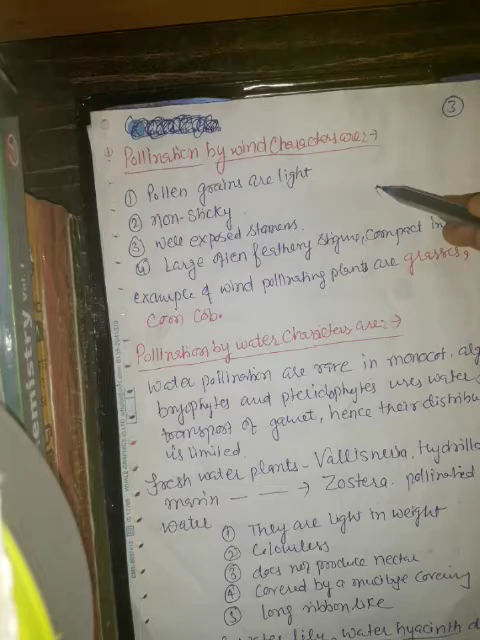 3
Pollination by wind Characters are:→
① Pollen grains are light
② non-sticky
③ well exposed stamens.
④ Large often feathery stigma, compact in
example of wind pollinating plants are grasses,
Corn Cob.
Pollination by water Characters are:→
Water pollination are rare in monocot, alg
bryophytes and pteridophytes uses water
transport of gamet, hence their distribu
is limited.
fresh water plants - Vallisneria, Hydrilla
marin — — → Zostera. pollinated
water
① They are light in weight
② Colourless
③ does not produce nectar
④ Covered by a covering
⑤ long ribbon like
water hyacinth